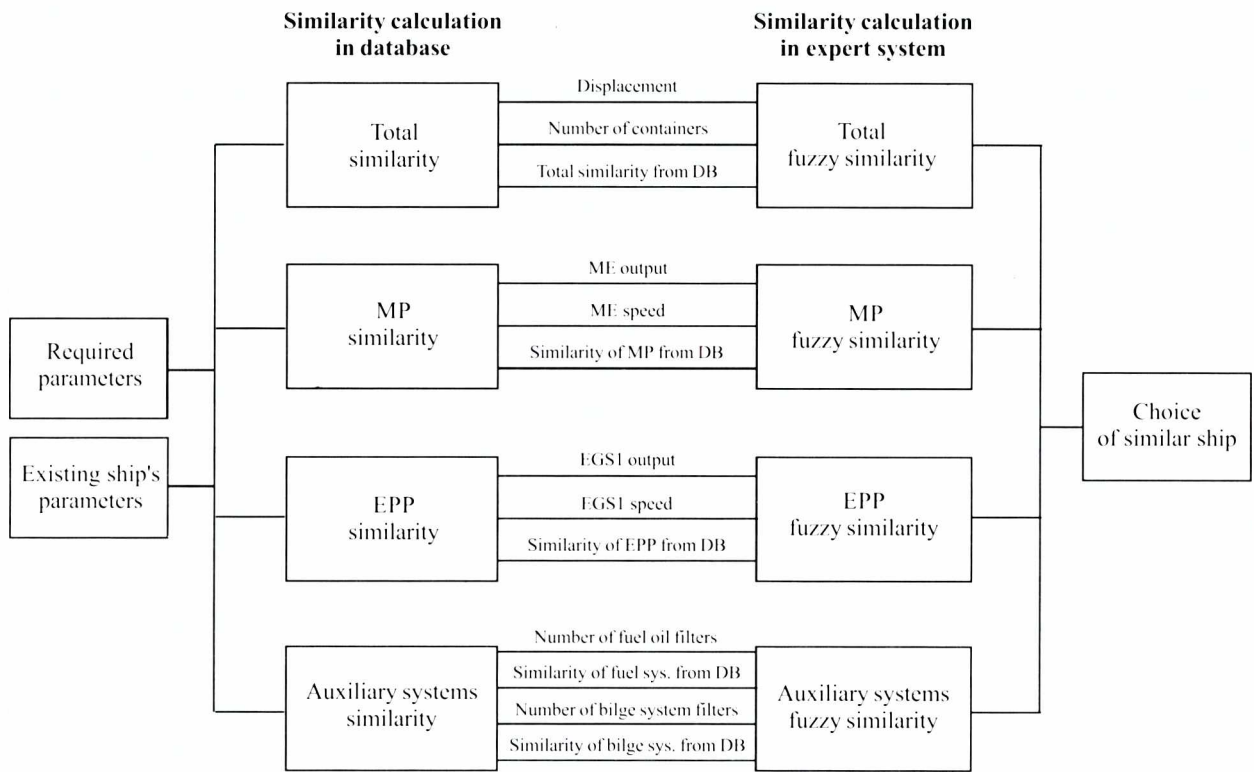 Similarity calculation
in database
Similarity calculation
in expert system
Required
parameters
Existing ship's
parameters
Total
similarity
Displacement
Number of containers
Total similarity from DB
Total
fuzzy similarity
MP
similarity
ME output
ME speed
Similarity of MP from DB
MP
fuzzy similarity
EPP
similarity
EGS1 output
EGS1 speed
Similarity of EPP from DB
EPP
fuzzy similarity
Auxiliary systems
similarity
Number of fuel oil filters
Similarity of fuel sys. from DB
Number of bilge system filters
Similarity of bilge sys. from DB
Auxiliary systems
fuzzy similarity
Choice
of similar ship